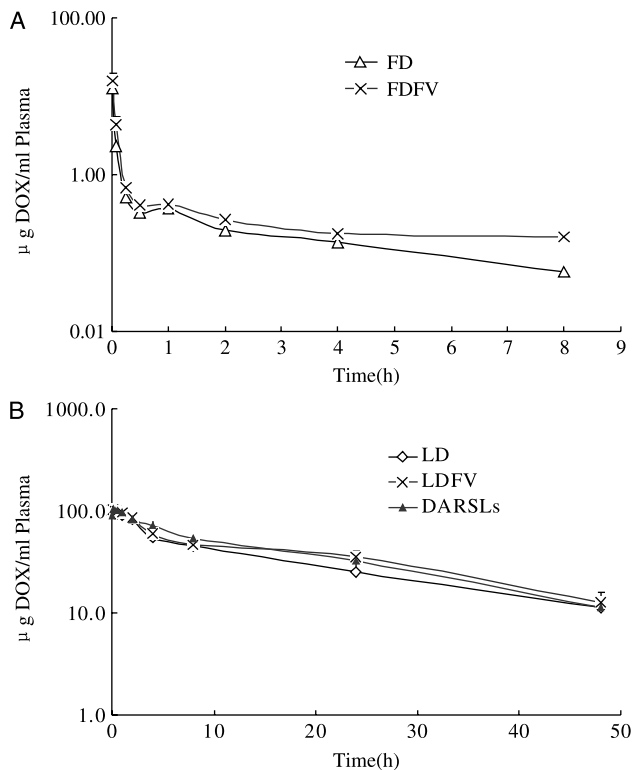 A
100.00
FD
FDFV
1.00
0.01
0 1 2 3 4 5 6 7 8 9
Time(h)
μ g DOX/ml Plasma
B
1000.0
LD
LDFV
DARSLs
100.0
10.0
1.0
0 10 20 30 40 50
Time(h)
μ g DOX/ml Plasma